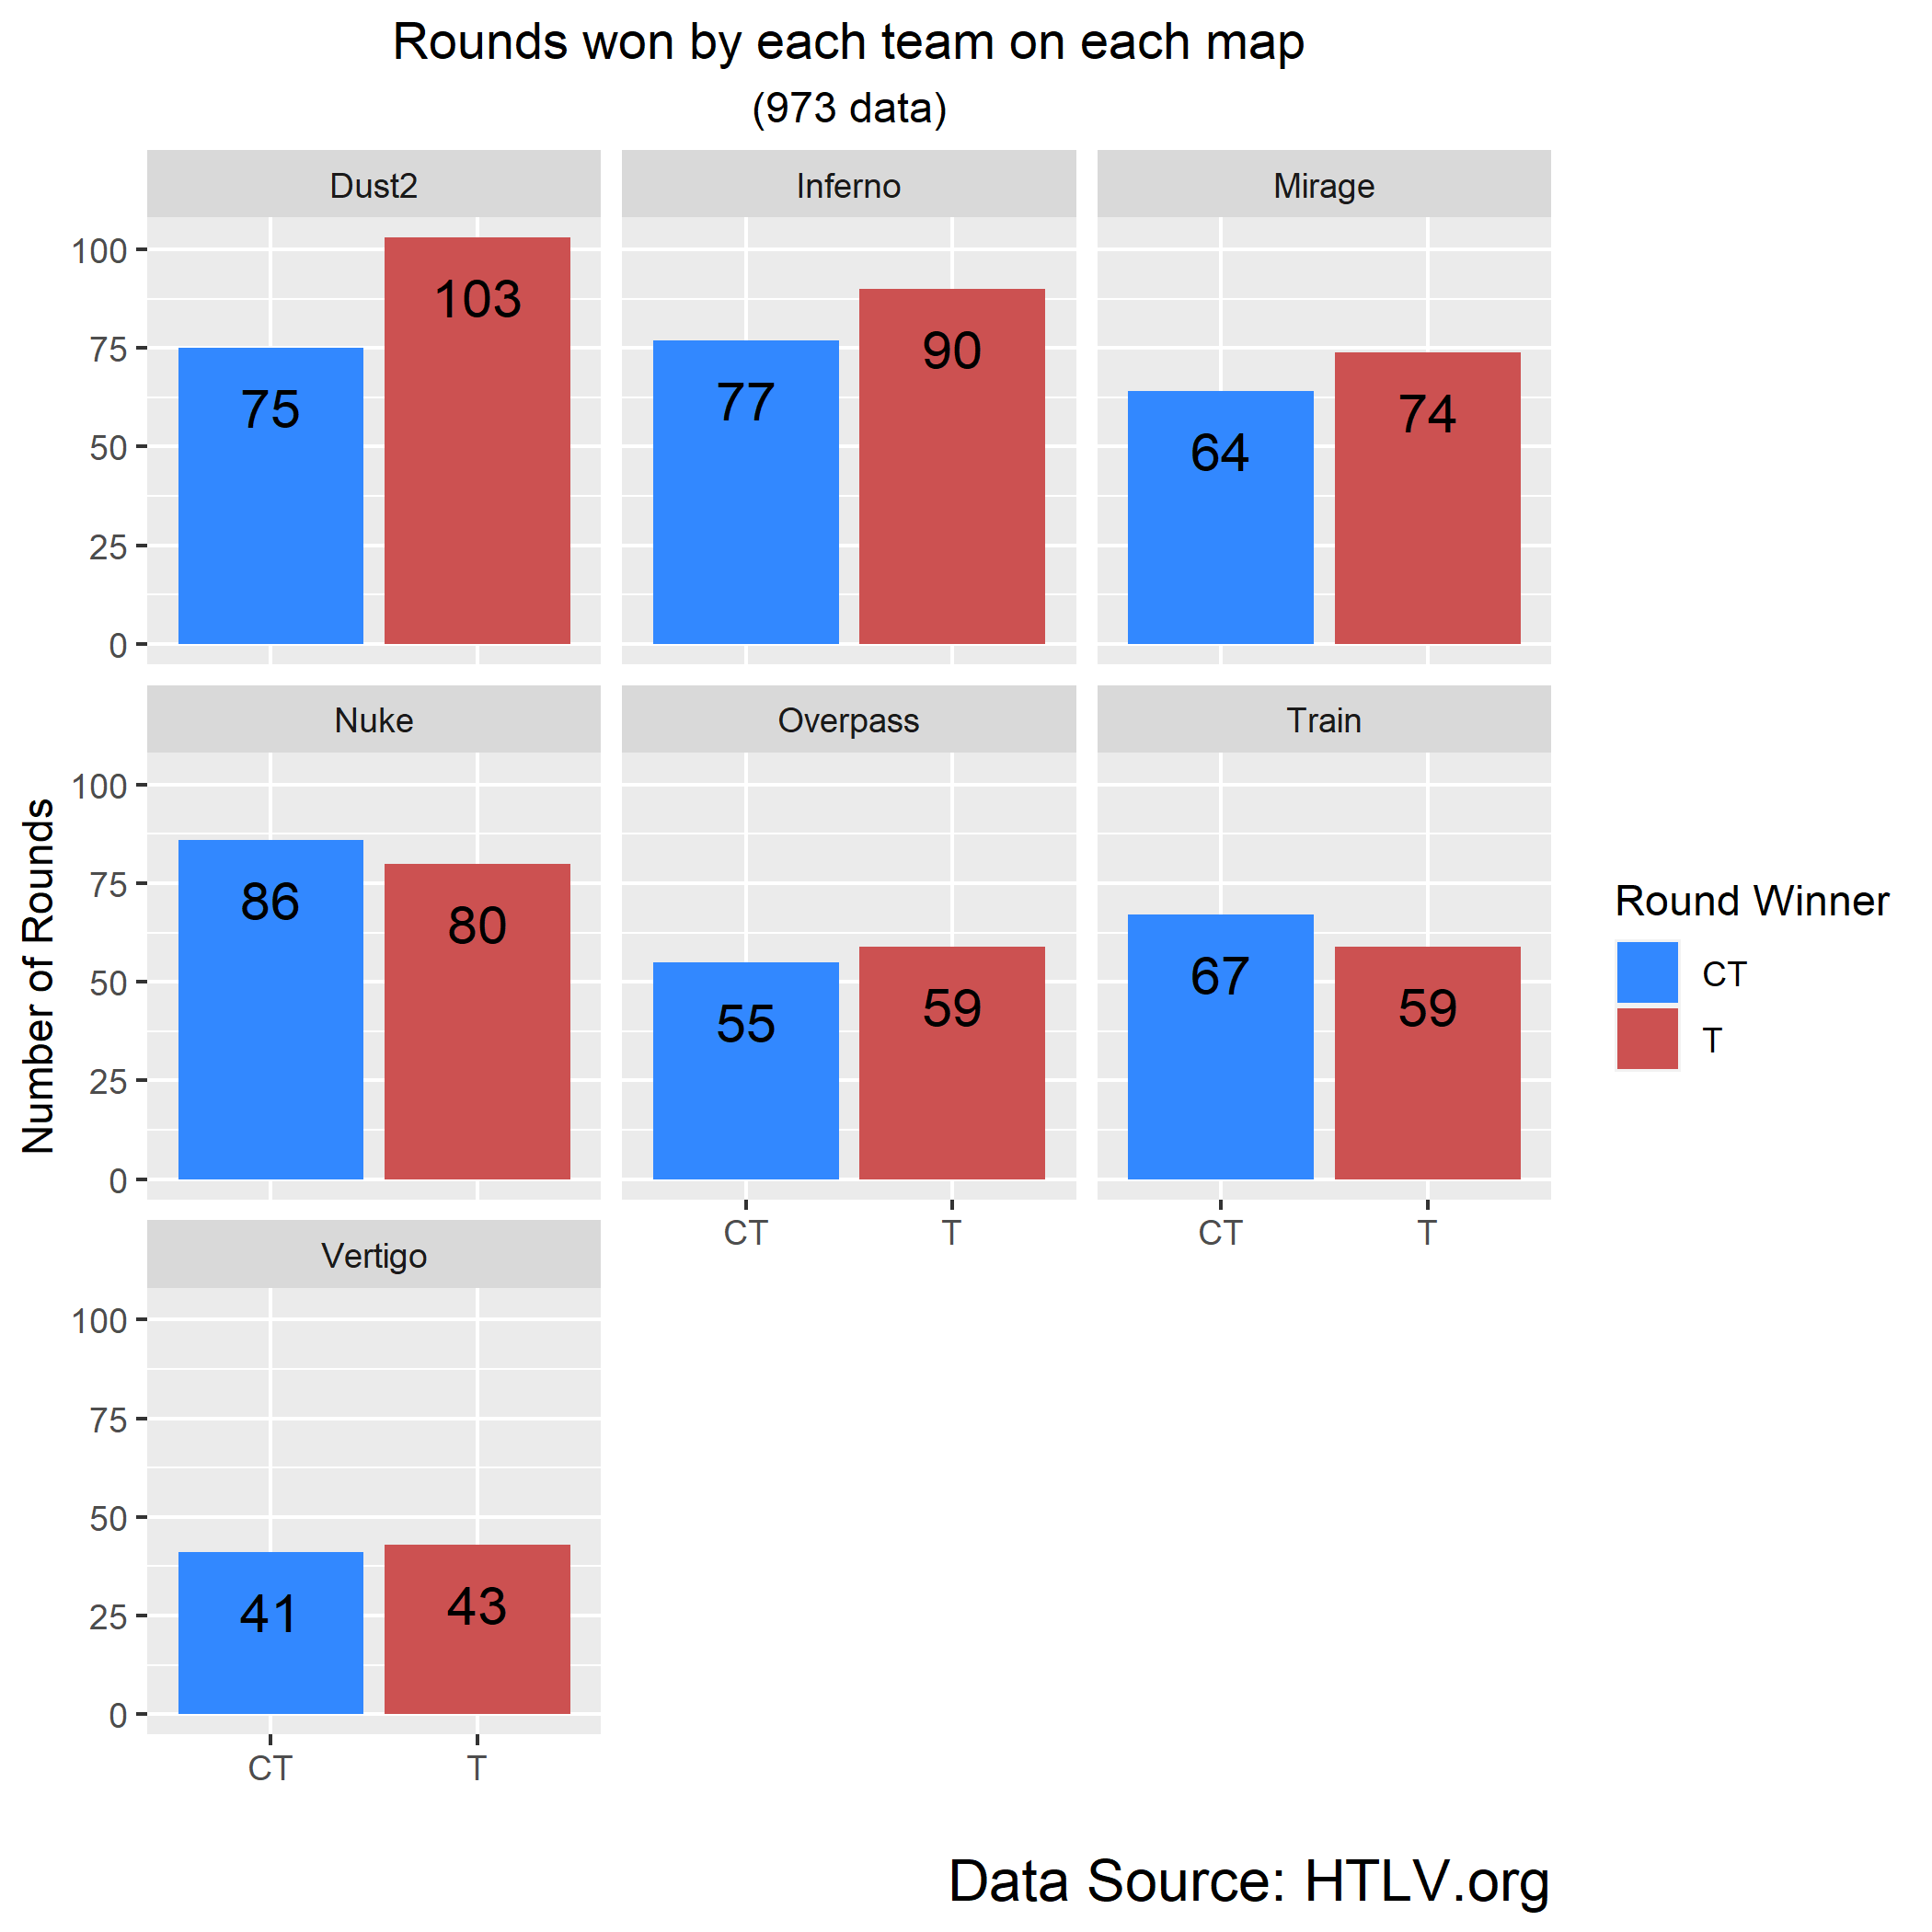 Rounds won by each team on each map
(973 data)
Dust2
Inferno
Mirage
100
75
50
25
0
75
103
77
90
64
74
Nuke
Overpass
Train
Number of Rounds
100
75
50
25
0
86
80
55
59
67
59
CT
T
CT
T
Round Winner
CT
T
Vertigo
100
75
50
25
0
41
43
CT
T
Data Source: HTLV.org